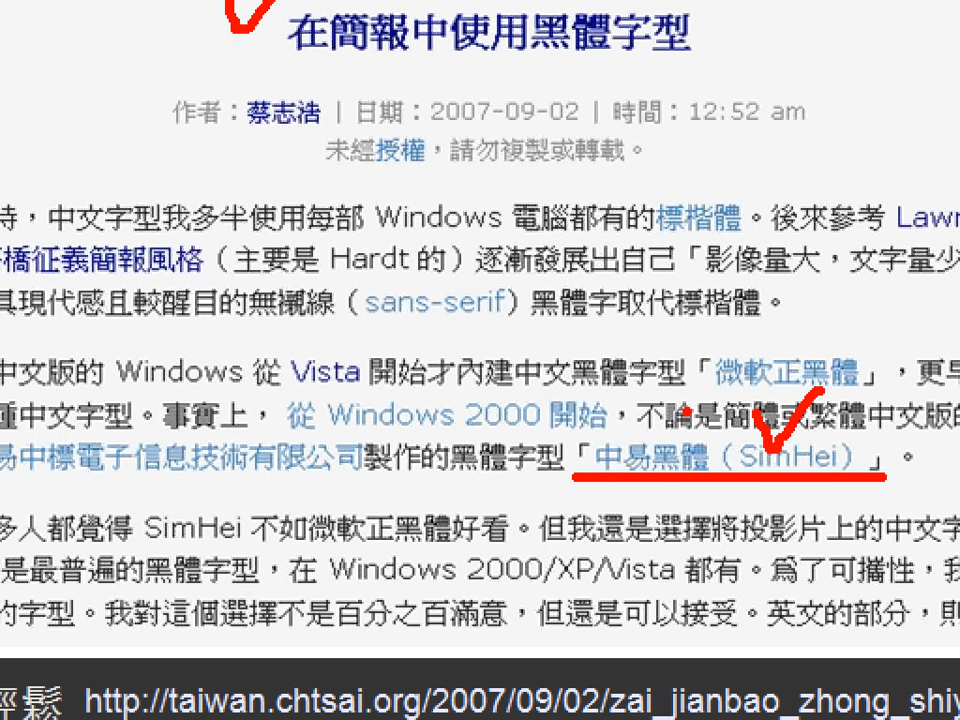 在簡報中使用黑體字型
作者：蔡志浩 | 日期：2007-09-02 | 時間：12:52 am
未經授權，請勿複製或轉載。
時，中文字型我多半使用每部 Windows 電腦都有的標楷體。後來參考 Lawr
橋征義簡報風格（主要是 Hardt 的）逐漸發展出自己「影像量大，文字量少
具現代感且較醒目的無襯線（sans-serif）黑體字取代標楷體。
中文版的 Windows 從 Vista 開始才內建中文黑體字型「微軟正黑體」，更早
種中文字型。事實上， 從 Windows 2000 開始，不論是簡體或繁體中文版的
易中標電子信息技術有限公司製作的黑體字型「中易黑體（SimHei）」。
多人都覺得 SimHei 不如微軟正黑體好看。但我還是選擇將投影片上的中文字
是最普遍的黑體字型，在 Windows 2000/XP/Vista 都有。為了可攜性，我
的字型。我對這個選擇不是百分之百滿意，但還是可以接受。英文的部分，則
輕鬆 http://taiwan.chtsai.org/2007/09/02/zai_jianbao_zhong_shiy